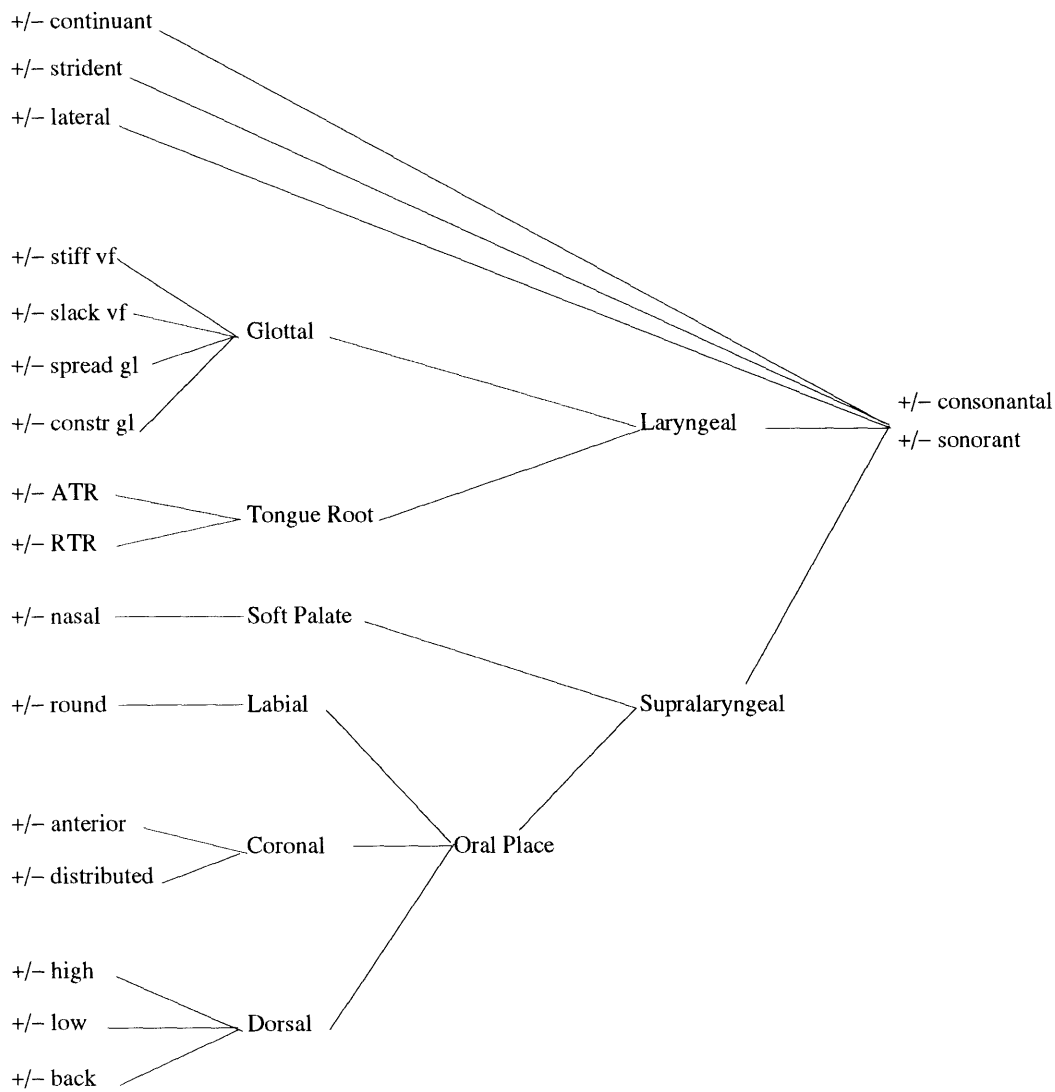 +/– continuant
+/– strident
+/– lateral
+/– stiff vf
+/– slack vf
Glottal
+/– spread gl
+/– constr gl
+/– consonantal
Laryngeal
+/– sonorant
+/– ATR
Tongue Root
+/– RTR
+/– nasal
Soft Palate
+/– round
Labial
Supralaryngeal
+/– anterior
Coronal
Oral Place
+/– distributed
+/– high
+/– low
Dorsal
+/– back